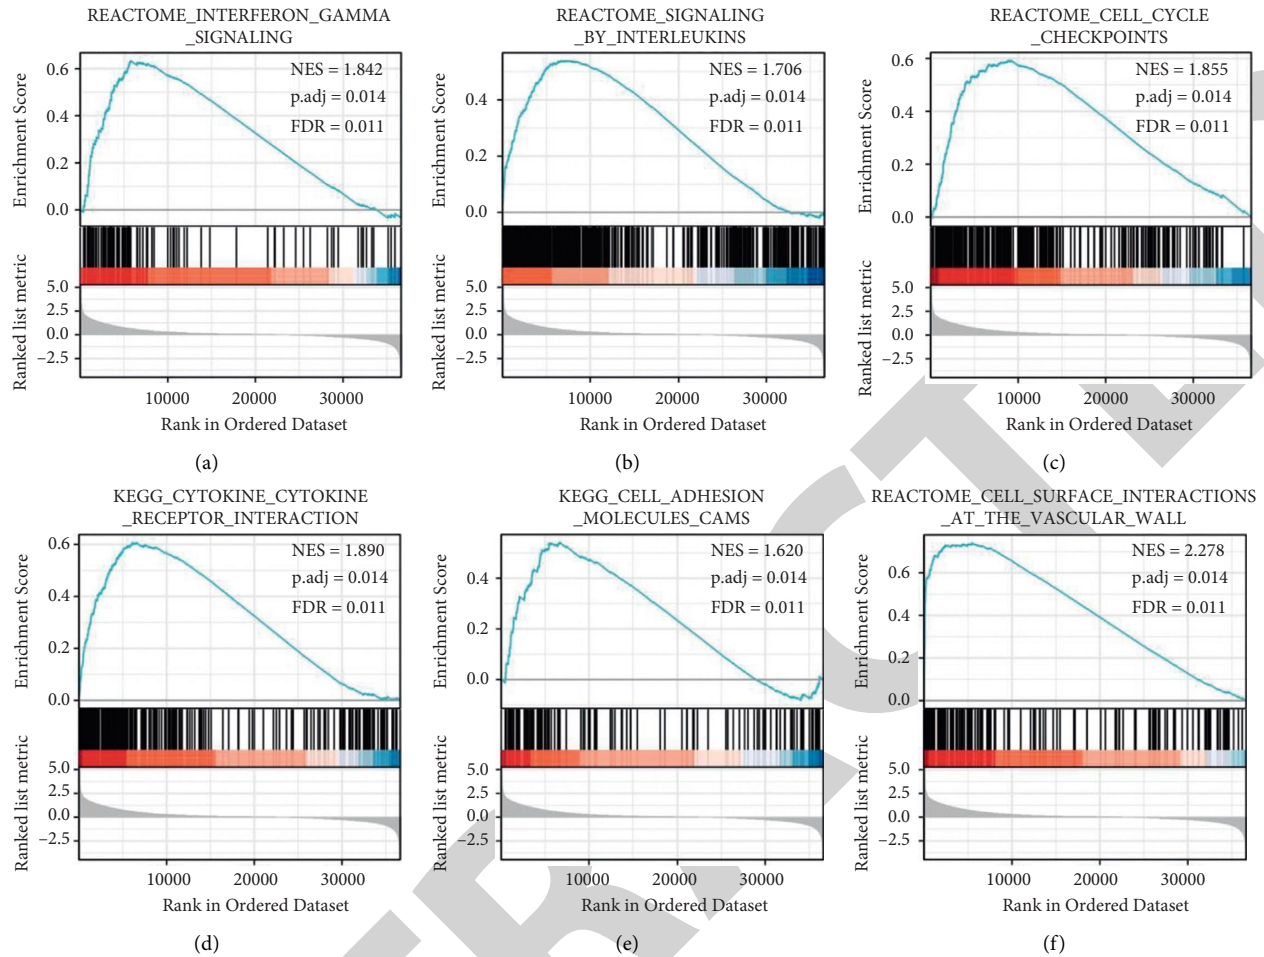 REACTOME_INTERFERON_GAMMA
_SIGNALING
Enrichment Score
0.6
0.4
0.2
0.0
NES = 1.842
p.adj = 0.014
FDR = 0.011
Ranked list metric
5.0
2.5
0.0
−2.5
10000 20000 30000
Rank in Ordered Dataset
(a)
REACTOME_SIGNALING
_BY_INTERLEUKINS
Enrichment Score
0.4
0.2
0.0
NES = 1.706
p.adj = 0.014
FDR = 0.011
Ranked list metric
5.0
2.5
0.0
−2.5
10000 20000 30000
Rank in Ordered Dataset
(b)
REACTOME_CELL_CYCLE
_CHECKPOINTS
Enrichment Score
0.6
0.4
0.2
0.0
NES = 1.855
p.adj = 0.014
FDR = 0.011
Ranked list metric
5.0
2.5
0.0
−2.5
10000 20000 30000
Rank in Ordered Dataset
(c)
KEGG_CYTOKINE_CYTOKINE
_RECEPTOR_INTERACTION
Enrichment Score
0.6
0.4
0.2
0.0
NES = 1.890
p.adj = 0.014
FDR = 0.011
Ranked list metric
5.0
2.5
0.0
−2.5
10000 20000 30000
Rank in Ordered Dataset
(d)
KEGG_CELL_ADHESION
_MOLECULES_CAMS
Enrichment Score
0.4
0.2
0.0
NES = 1.620
p.adj = 0.014
FDR = 0.011
Ranked list metric
5.0
2.5
0.0
−2.5
10000 20000 30000
Rank in Ordered Dataset
(e)
REACTOME_CELL_SURFACE_INTERACTIONS
_AT_THE_VASCULAR_WALL
Enrichment Score
0.6
0.4
0.2
0.0
NES = 2.278
p.adj = 0.014
FDR = 0.011
Ranked list metric
5.0
2.5
0.0
−2.5
10000 20000 30000
Rank in Ordered Dataset
(f)